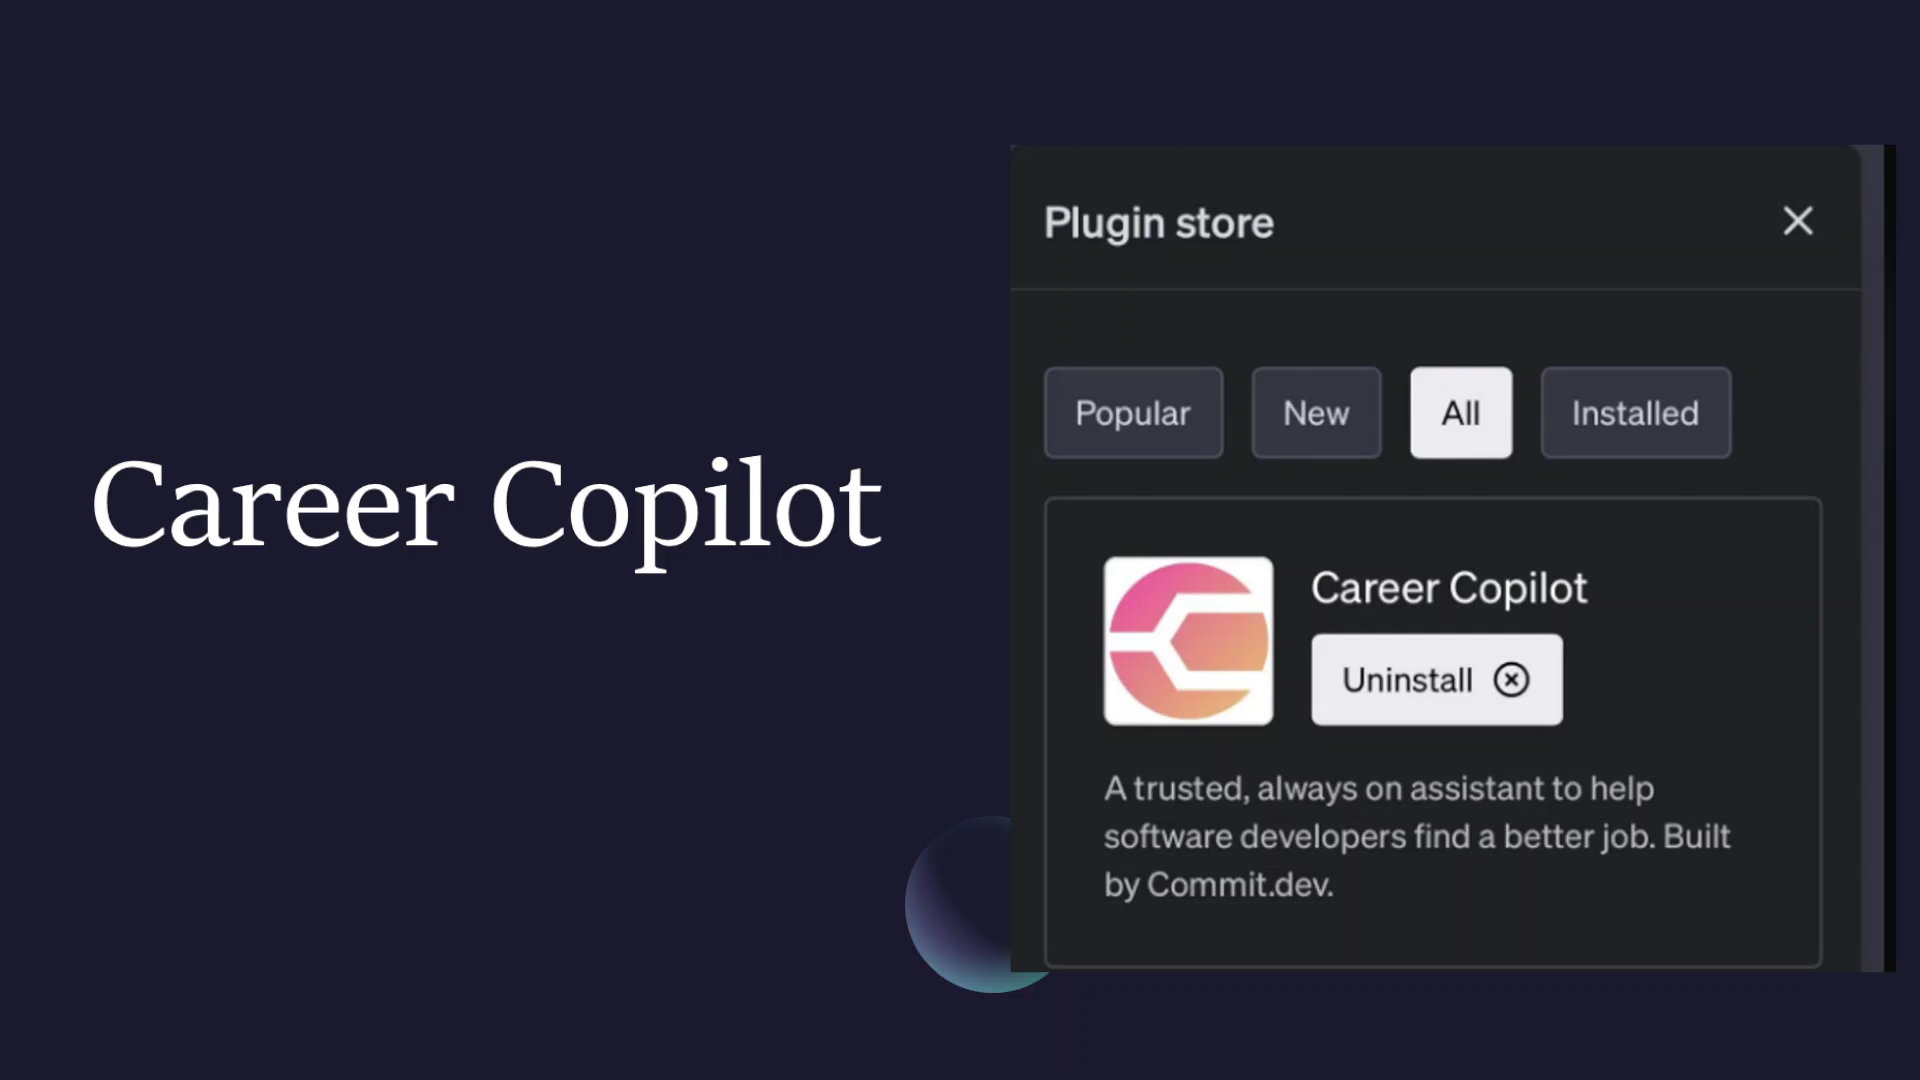 Career Copilot
Plugin store
Popular New All Installed
Career Copilot
Uninstall
A trusted, always on assistant to help
software developers find a better job. Built
by Commit.dev.